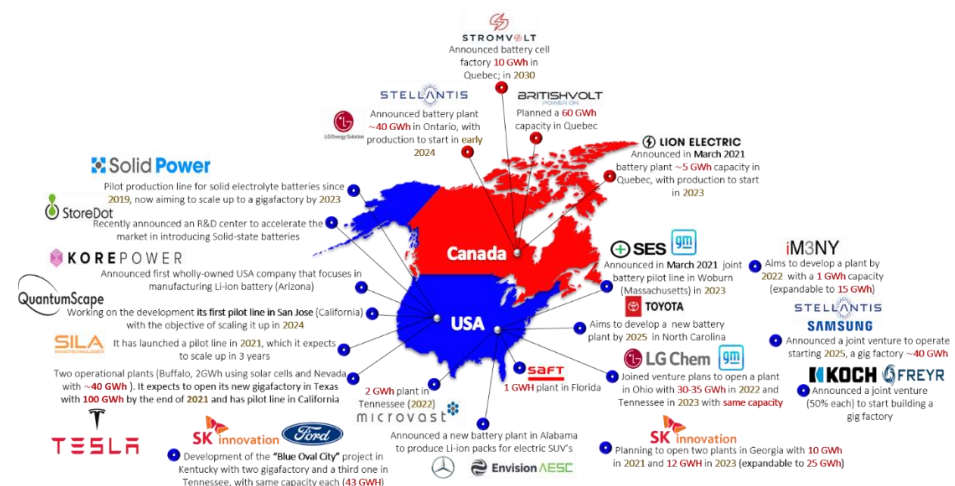 STROMVOLT
Announced battery cell
factory 10 GWh in
Quebec; in 2030
STELLANTIS
LG Energy Solution
Announced battery plant
~40 GWh in Ontario, with
production to start in early
2024
BRITISHVOLT
POWER ON
Planned a 60 GWh
capacity in Quebec
LION ELECTRIC
Announced in March 2021
battery plant ~5 GWh capacity in
Quebec, with production to start
in 2023
Solid Power
Pilot production line for solid electrolyte batteries since
2019, now aiming to scale up to a gigafactory by 2023
StoreDot
Recently announced an R&D center to accelerate the
market in introducing Solid-state batteries
KOREPOWER
Announced first wholly-owned USA company that focuses in
manufacturing Li-ion battery (Arizona)
QuantumScape
Working on the development its first pilot line in San Jose (California)
with the objective of scaling it up in 2024
SILA
NANOTECHNOLOGIES
It has launched a pilot line in 2021, which it expects
to scale up in 3 years
Two operational plants (Buffalo, 2GWh using solar cells and Nevada
with ~40 GWh ). It expects to open its new gigafactory in Texas
with 100 GWh by the end of 2021 and has pilot line in California
TESLA
Canada
USA
SES gm
Announced in March 2021 joint
battery pilot line in Woburn
(Massachusetts) in 2023
TOYOTA
Aims to develop a new battery
plant by 2025 in North Carolina
LG Chem gm
Joined venture plans to open a plant
in Ohio with 30-35 GWh in 2022 and
Tennessee in 2023 with same capacity
iM3NY
Aims to develop a plant by
2022 with a 1 GWh capacity
(expandable to 15 GWh)
STELLANTIS
SAMSUNG
Announced a joint venture to operate
starting 2025, a gig factory ~40 GWh
KOCH FREYR
Announced a joint venture
(50% each) to start building a
gig factory
2 GWh plant in
Tennessee (2022)
microvast
saft
1 GWH plant in Florida
SK innovation Ford
Development of the "Blue Oval City" project in
Kentucky with two gigafactory and a third one in
Tennessee, with same capacity each (43 GWH)
Announced a new battery plant in Alabama
to produce Li-ion packs for electric SUV's
Envision AESC
SK innovation
Planning to open two plants in Georgia with 10 GWh
in 2021 and 12 GWH in 2023 (expandable to 25 GWh)